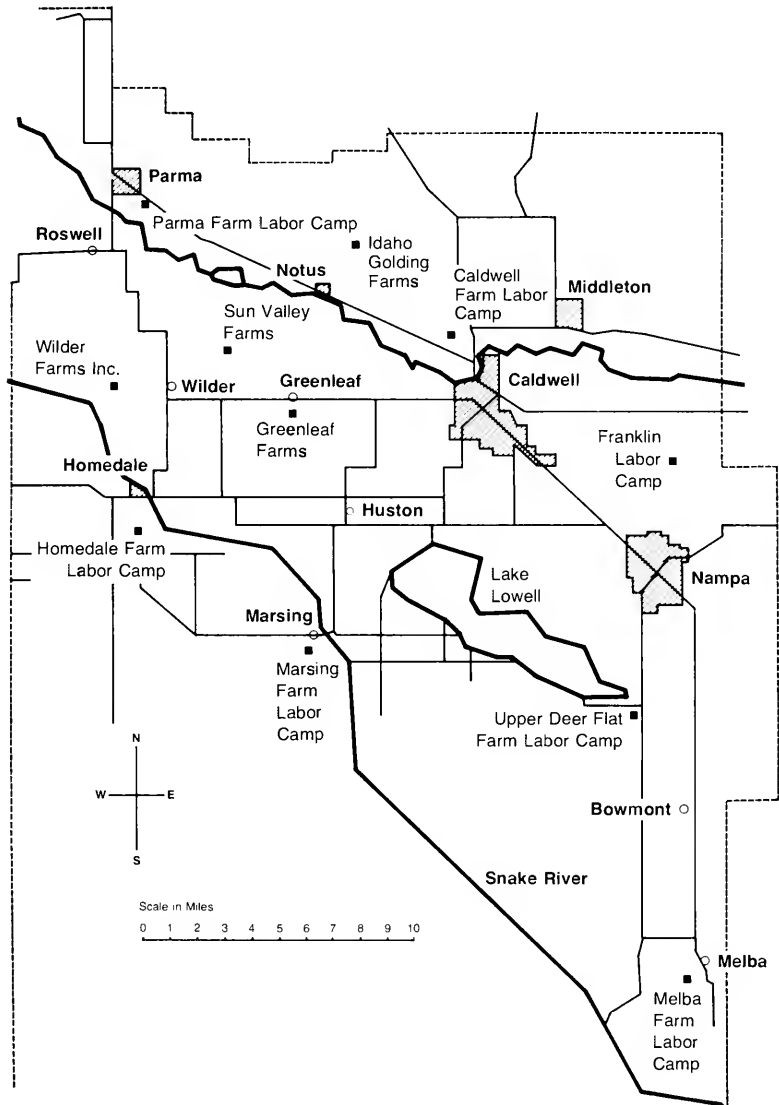 Parma
Parma Farm Labor Camp
Roswell
Idaho
Golding
Farms
Notus
Caldwell
Farm Labor
Camp
Middleton
Sun Valley
Farms
Wilder
Farms Inc.
Wilder
Greenleaf
Caldwell
Greenleaf
Farms
Franklin
Labor
Camp
Homedale
Huston
Homedale Farm
Labor Camp
Lake
Lowell
Nampa
Marsing
Marsing
Farm
Labor
Camp
Upper Deer Flat
Farm Labor Camp
N
W E
S
Bowmont
Snake River
Scale in Miles
0 1 2 3 4 5 6 7 8 9 10
Melba
Melba
Farm
Labor
Camp